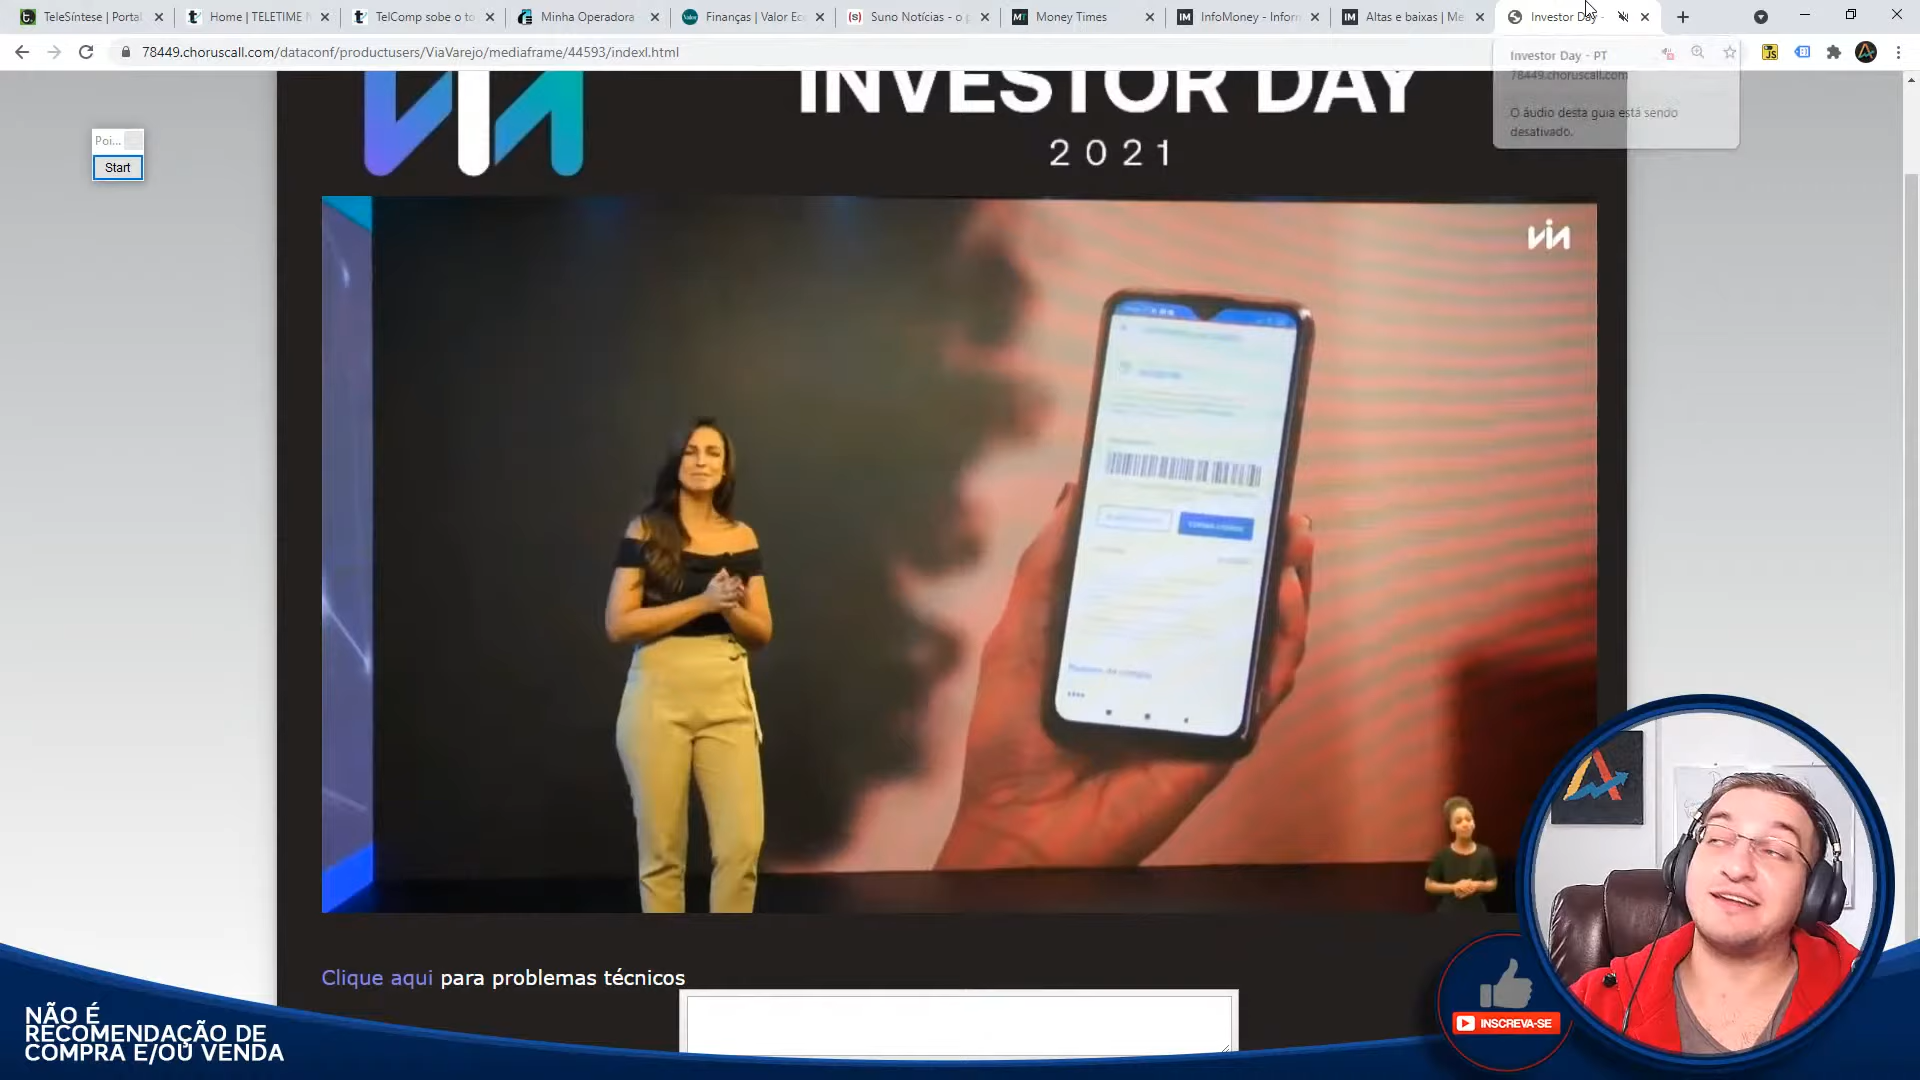 TeleSíntese | Porta
Home | TELETIME N
TelComp sobe o to
Minha Operadora
Finanças | Valor Ec
Suno Notícias - o p
Money Times
InfoMoney - Inform
Altas e baixas | Me
Investor Day -
78449.choruscall.com/dataconf/productusers/ViaVarejo/mediaframe/44593/indexl.html
Investor Day - PT
78449.choruscall.com
O áudio desta guia está sendo
desativado.
via
INVESTOR DAY
2021
Poi...
Start
via
Clique aqui para problemas técnicos
NÃO É
RECOMENDAÇÃO DE
COMPRA E/OU VENDA
INSCREVA-SE